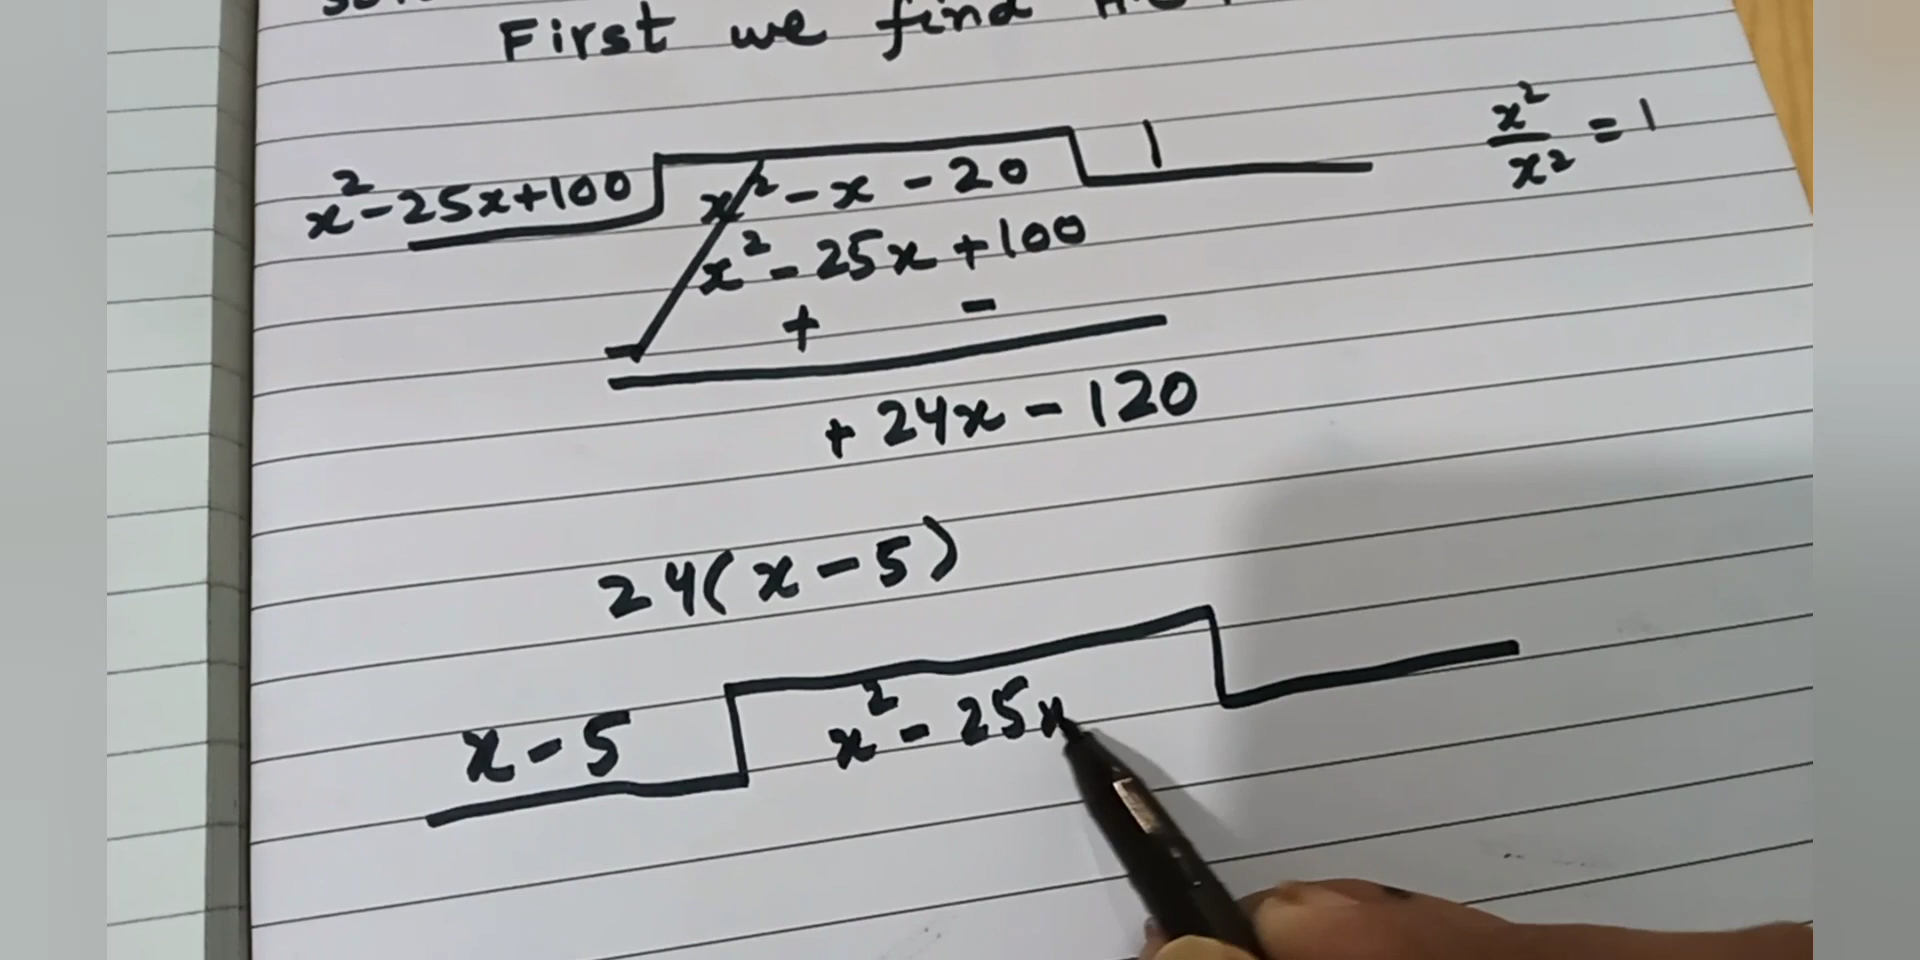 First we find
x² - 25x + 100 x² - x - 20 1 x²/x² = 1
x² - 25x + 100
- + -
+ 24x - 120
24(x - 5)
x - 5 x² - 25x